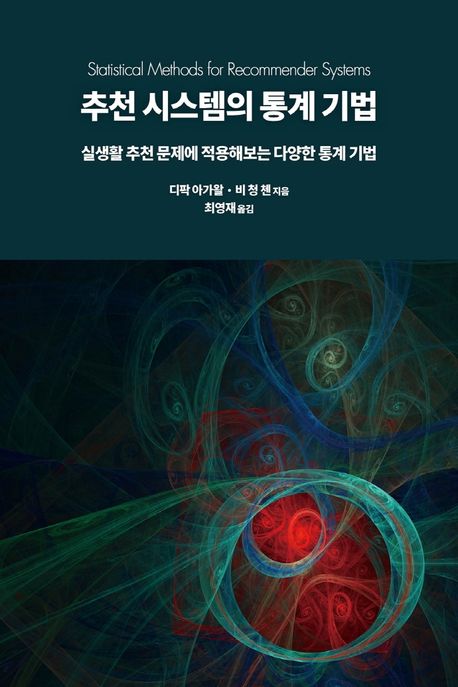 Statistical Methods for Recommender Systems
추천 시스템의 통계 기법
실생활 추천 문제에 적용해보는 다양한 통계 기법
디팍 아가왈 • 비 청 첸 지음
최영재 옮김